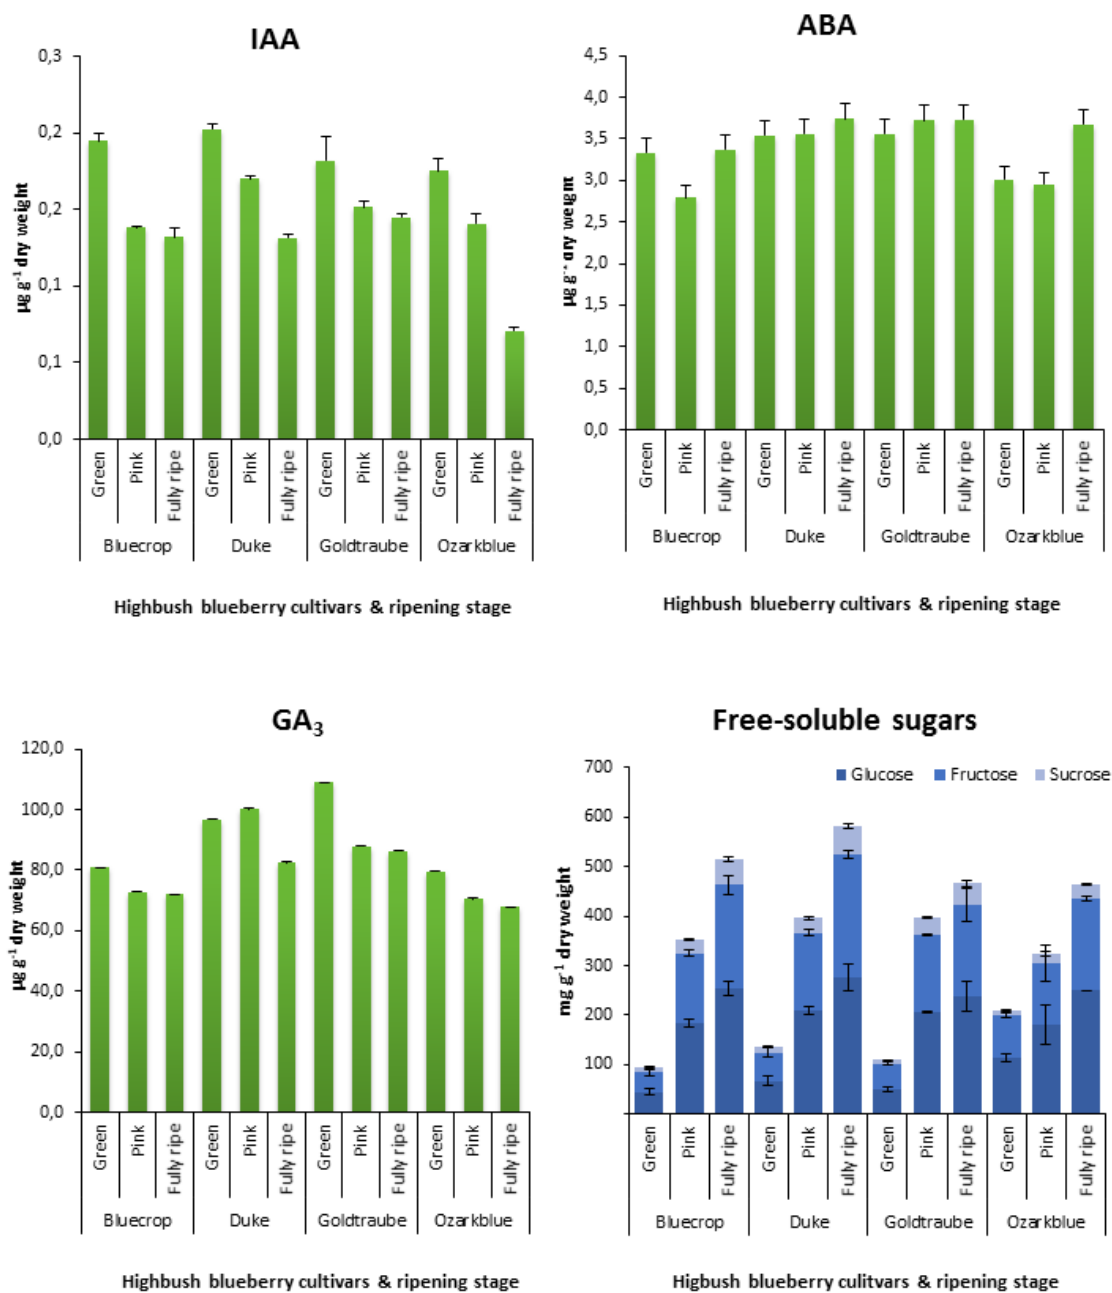 IAA
0,3
0,2
0,2
0,1
0,1
0,0
µg g-1 dry weight
Green Pink Fully ripe Green Pink Fully ripe Green Pink Fully ripe Green Pink Fully ripe
Bluecrop Duke Goldtraube Ozarkblue
Highbush blueberry cultivars & ripening stage
ABA
4,5
4,0
3,5
3,0
2,5
2,0
1,5
1,0
0,5
0,0
µg g-1 dry weight
Green Pink Fully ripe Green Pink Fully ripe Green Pink Fully ripe Green Pink Fully ripe
Bluecrop Duke Goldtraube Ozarkblue
Highbush blueberry cultivars & ripening stage
GA3
120,0
100,0
80,0
60,0
40,0
20,0
0,0
µg g-1 dry weight
Green Pink Fully ripe Green Pink Fully ripe Green Pink Fully ripe Green Pink Fully ripe
Bluecrop Duke Goldtraube Ozarkblue
Highbush blueberry cultivars & ripening stage
Free-soluble sugars
Glucose Fructose Sucrose
700
600
500
400
300
200
100
mg g-1 dry weight
Green Pink Fully ripe Green Pink Fully ripe Green Pink Fully ripe Green Pink Fully ripe
Bluecrop Duke Goldtraube Ozarkblue
Higbush blueberry culitvars & ripening stage